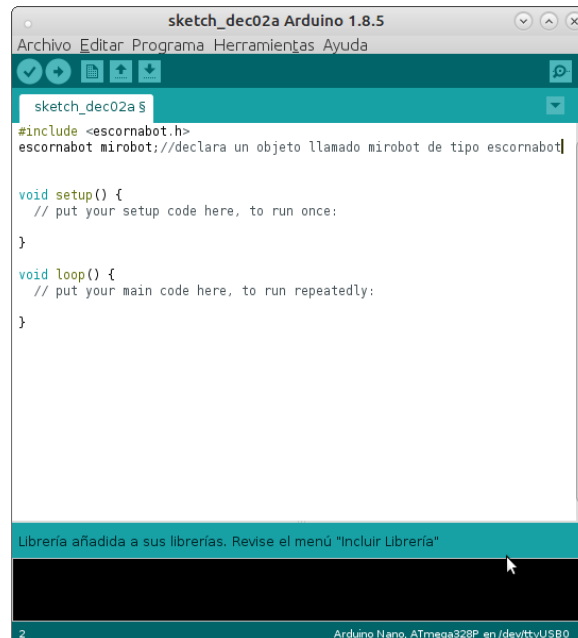 sketch_dec02a Arduino 1.8.5
Archivo Editar Programa Herramientas Ayuda
sketch_dec02a §
#include <escornabot.h>
escornabot mirobot;//declara un objeto llamado mirobot de tipo escornabot
void setup() {
// put your setup code here, to run once:
}
void loop() {
// put your main code here, to run repeatedly:
}
Librería añadida a sus librerías. Revise el menú "Incluir Librería"
2 Arduino Nano, ATmega328P en /dev/ttyUSB0